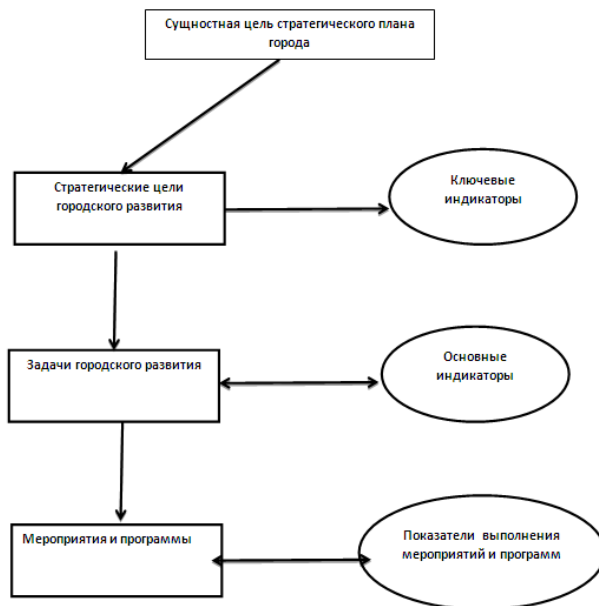 Сущностная цель стратегического плана
города
Стратегические цели
городского развития
Ключевые
индикаторы
Задачи городского развития
Основные
индикаторы
Мероприятия и программы
Показатели выполнения
мероприятий и программ